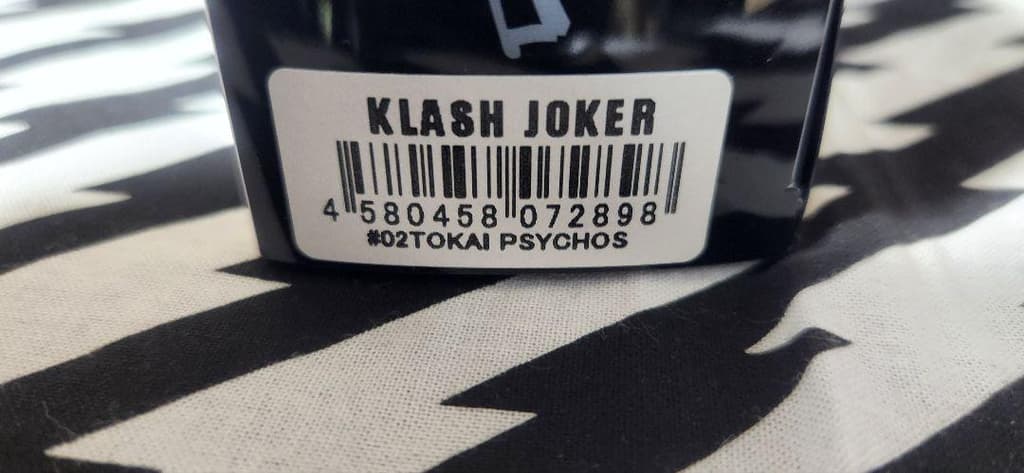 KLASH JOKER
4 580458 072898
#02TOKAI PSYCHOS